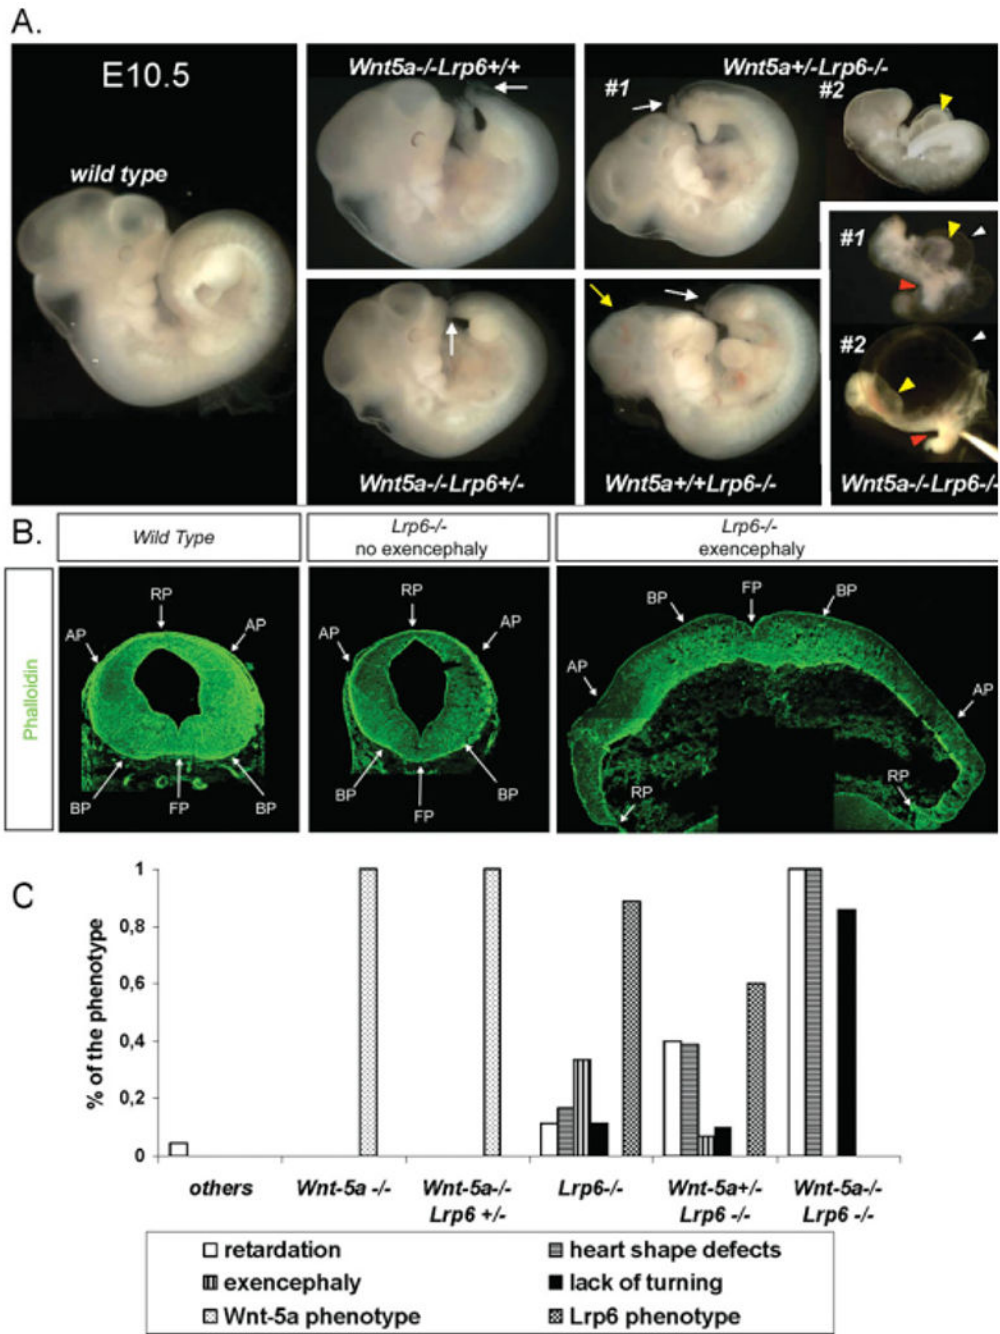 A.
E10.5
wild type
Wnt5a-/-Lrp6+/+
Wnt5a+/-Lrp6-/-
#1
#2
#1
#2
Wnt5a-/-Lrp6+/-
Wnt5a+/+Lrp6-/-
Wnt5a-/-Lrp6-/-
B.
Wild Type
Lrp6-/-
no exencephaly
Lrp6-/-
exencephaly
Phalloidin
RP
AP
AP
BP
FP
BP
RP
AP
BP
FP
BP
BP
FP
BP
AP
AP
RP
RP
C
% of the phenotype
1
0,8
0,6
0,4
0,2
0
others
Wnt-5a -/-
Wnt-5a-/-
Lrp6 +/-
Lrp6-/-
Wnt-5a+/-
Lrp6 -/-
Wnt-5a-/-
Lrp6 -/-
retardation
heart shape defects
exencephaly
lack of turning
Wnt-5a phenotype
Lrp6 phenotype